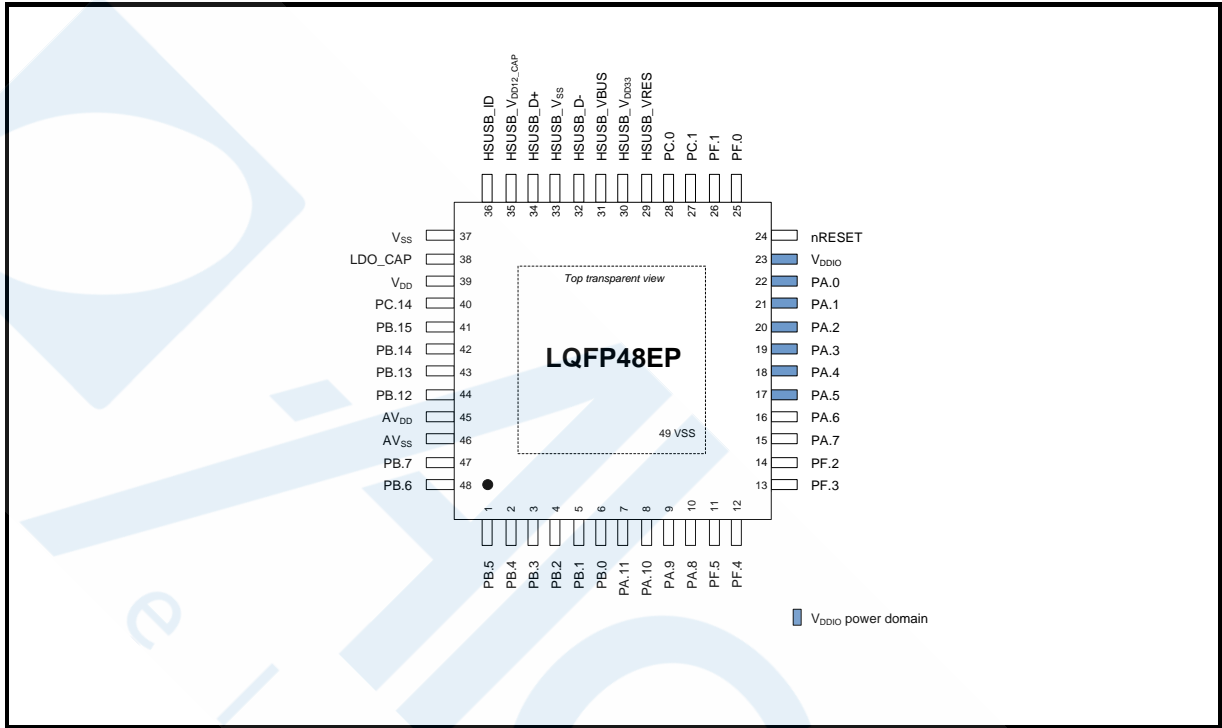 HSUSB_ID
HSUSB_VDD12_CAP
HSUSB_D+
HSUSB_VSS
HSUSB_D-
HSUSB_VBUS
HSUSB_VDD33
HSUSB_VRES
PC.0
PC.1
PF.1
PF.0
36
35
34
33
32
31
30
29
28
27
26
25
VSS 37
LDO_CAP 38
VDD 39
PC.14 40
PB.15 41
PB.14 42
PB.13 43
PB.12 44
AVDD 45
AVSS 46
PB.7 47
PB.6 48
Top transparent view
LQFP48EP
49 VSS
24 nRESET
23 VDDIO
22 PA.0
21 PA.1
20 PA.2
19 PA.3
18 PA.4
17 PA.5
16 PA.6
15 PA.7
14 PF.2
13 PF.3
1
2
3
4
5
6
7
8
9
10
11
12
PB.5
PB.4
PB.3
PB.2
PB.1
PB.0
PA.11
PA.10
PA.9
PA.8
PF.5
PF.4
VDDIO power domain